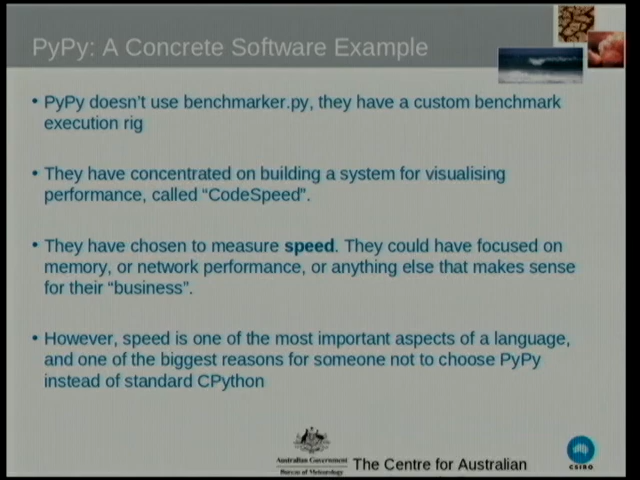 PyPy: A Concrete Software Example
• PyPy doesn't use benchmarker.py, they have a custom benchmark
execution rig
• They have concentrated on building a system for visualising
performance, called “CodeSpeed”.
• They have chosen to measure speed. They could have focused on
memory, or network performance, or anything else that makes sense
for their “business”.
• However, speed is one of the most important aspects of a language,
and one of the biggest reasons for someone not to choose PyPy
instead of standard CPython
Australian Government
Bureau of Meteorology
The Centre for Australian
CSIRO